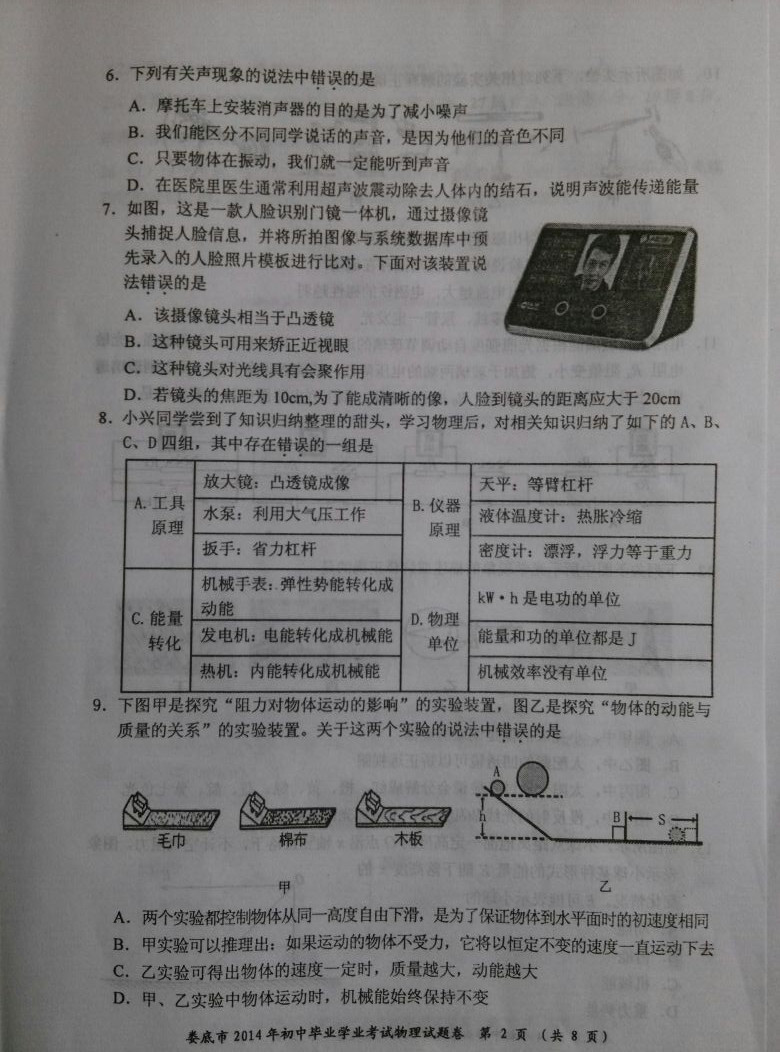 6. 下列有关声现象的说法中错误的是
A. 摩托车上安装消声器的目的是为了减小噪声
B. 我们能区分不同同学说话的声音，是因为他们的音色不同
C. 只要物体在振动，我们就一定能听到声音
D. 在医院里医生通常利用超声波震动除去人体内的结石，说明声波能传递能量
7. 如图，这是一款人脸识别门镜一体机，通过摄像镜
头捕捉人脸信息，并将所拍图像与系统数据库中预
先录入的人脸照片模板进行比对。下面对该装置说
法错误的是
A. 该摄像镜头相当于凸透镜
B. 这种镜头可用来矫正近视眼
C. 这种镜头对光线具有会聚作用
D. 若镜头的焦距为 10cm,为了能成清晰的像，人脸到镜头的距离应大于 20cm
8. 小兴同学尝到了知识归纳整理的甜头，学习物理后，对相关知识归纳了如下的 A、B、
C、D 四组，其中存在错误的一组是
A. 工具
原理
放大镜：凸透镜成像
水泵：利用大气压工作
扳手：省力杠杆
B. 仪器
原理
天平：等臂杠杆
液体温度计：热胀冷缩
密度计：漂浮，浮力等于重力
C. 能量
转化
机械手表：弹性势能转化成
动能
发电机：电能转化成机械能
热机：内能转化成机械能
D. 物理
单位
kW·h 是电功的单位
能量和功的单位都是 J
机械效率没有单位
9. 下图甲是探究“阻力对物体运动的影响”的实验装置，图乙是探究“物体的动能与
质量的关系”的实验装置。关于这两个实验的说法中错误的是
毛巾
棉布
木板
A
h
B
S
甲
乙
A. 两个实验都控制物体从同一高度自由下滑，是为了保证物体到水平面时的初速度相同
B. 甲实验可以推理出：如果运动的物体不受力，它将以恒定不变的速度一直运动下去
C. 乙实验可得出物体的速度一定时，质量越大，动能越大
D. 甲、乙实验中物体运动时，机械能始终保持不变
娄底市 2014 年初中毕业学业考试物理试题卷 第 2 页 （共 8 页）